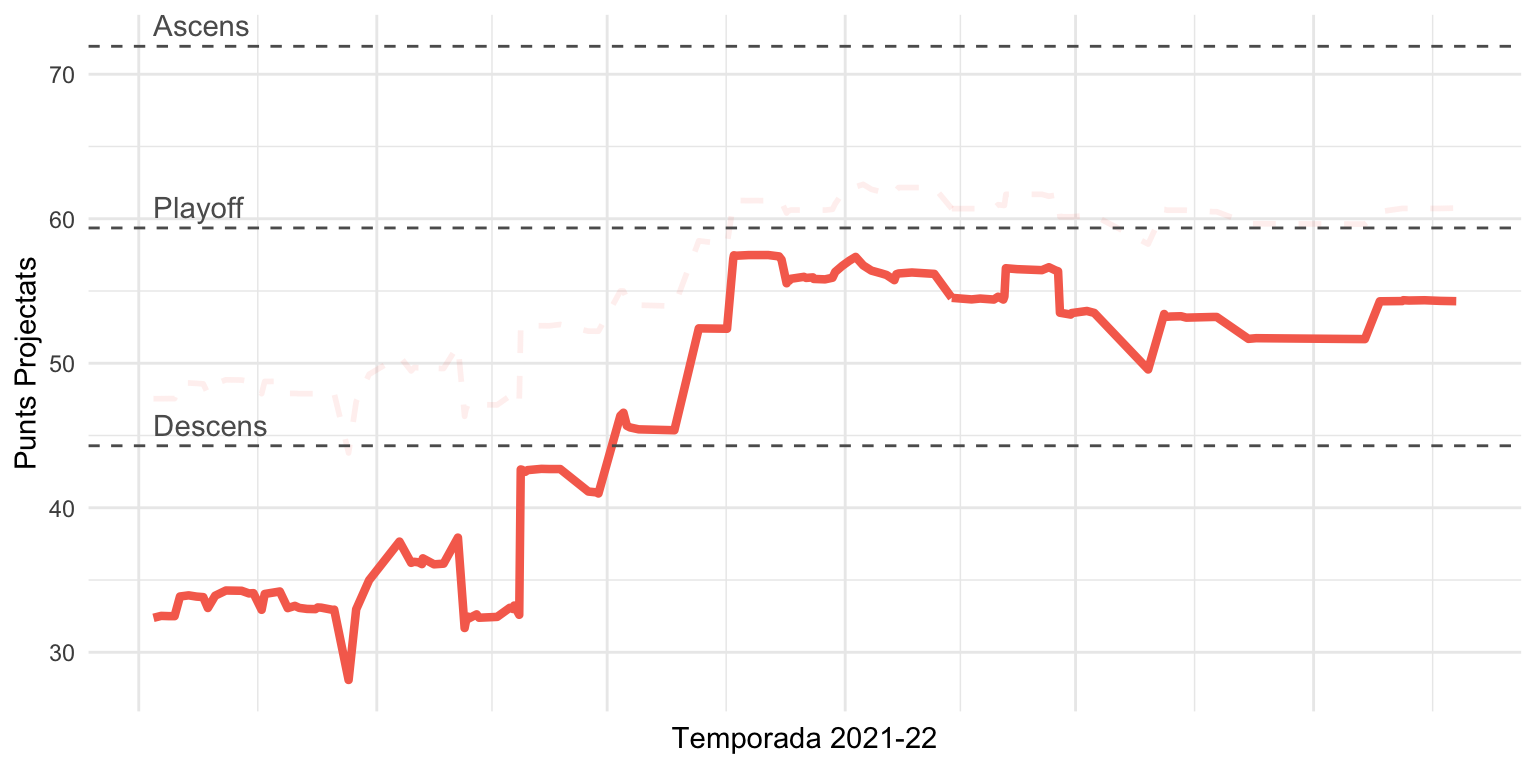 Ascens
70
Playoff
60
50
Descens
40
30
Punts Projectats
Temporada 2021-22